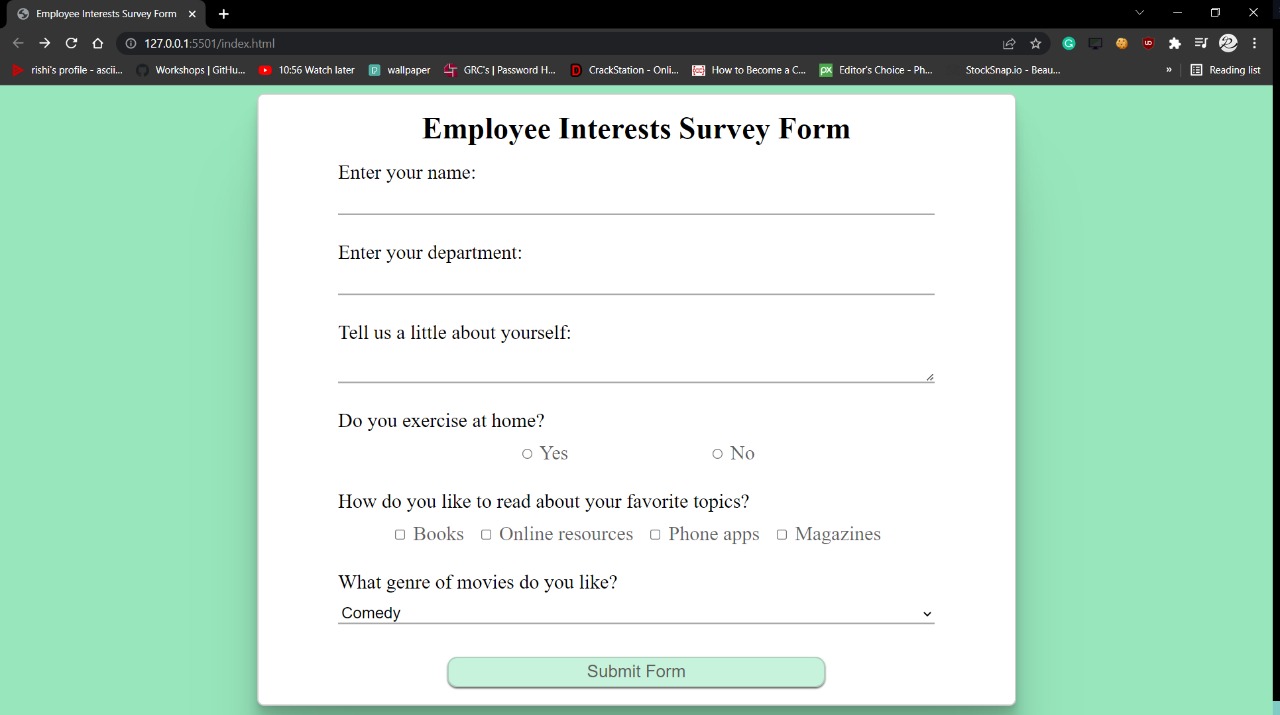 Employee Interests Survey Form
127.0.0.1:5501/index.html
rishi's profile - ascii...
Workshops | GitHu...
10:56 Watch later
wallpaper
GRC's | Password H...
CrackStation - Onli...
How to Become a C...
Editor's Choice - Ph...
StockSnap.io - Beau...
»
Reading list
Employee Interests Survey Form
Enter your name:
Enter your department:
Tell us a little about yourself:
Do you exercise at home?
Yes No
How do you like to read about your favorite topics?
Books Online resources Phone apps Magazines
What genre of movies do you like?
Comedy
Submit Form